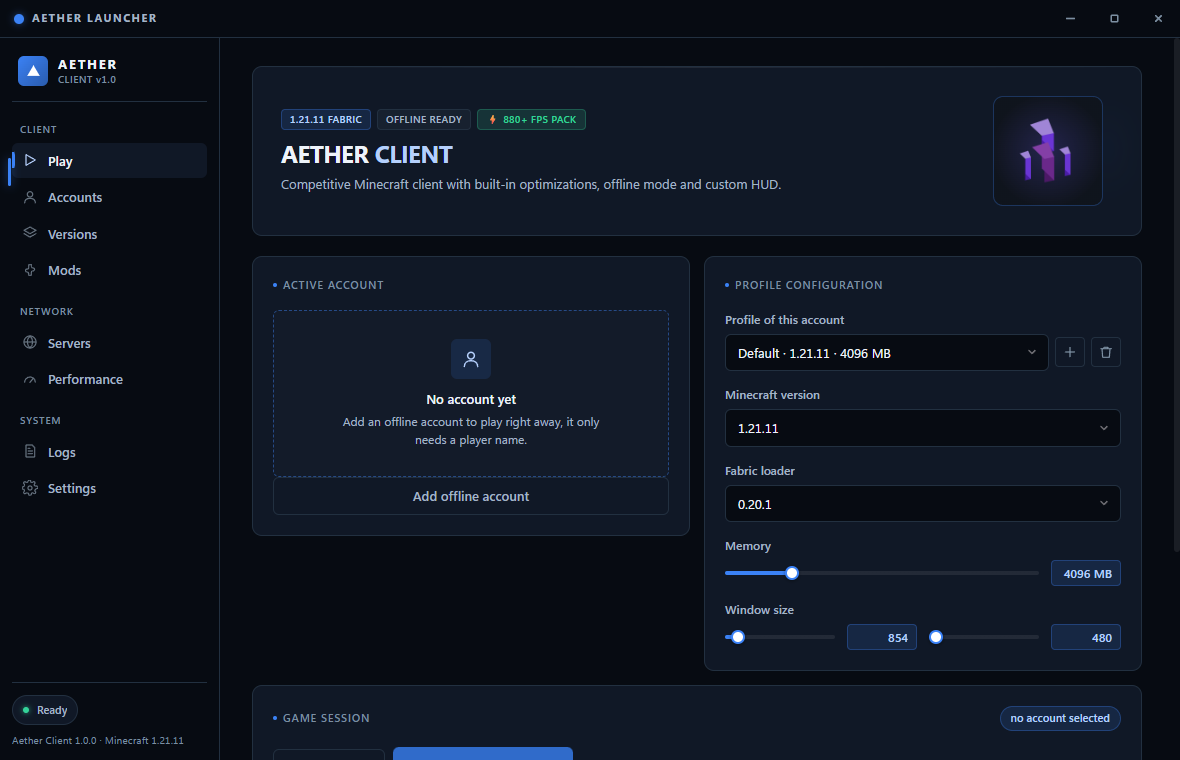 AETHER LAUNCHER
AETHER
CLIENT v1.0
CLIENT
Play
Accounts
Versions
Mods
NETWORK
Servers
Performance
SYSTEM
Logs
Settings
Ready
Aether Client 1.0.0 · Minecraft 1.21.11
1.21.11 FABRIC
OFFLINE READY
880+ FPS PACK
AETHER CLIENT
Competitive Minecraft client with built-in optimizations, offline mode and custom HUD.
ACTIVE ACCOUNT
No account yet
Add an offline account to play right away, it only
needs a player name.
Add offline account
PROFILE CONFIGURATION
Profile of this account
Default · 1.21.11 · 4096 MB
Minecraft version
1.21.11
Fabric loader
0.20.1
Memory
4096 MB
Window size
854
480
GAME SESSION
no account selected